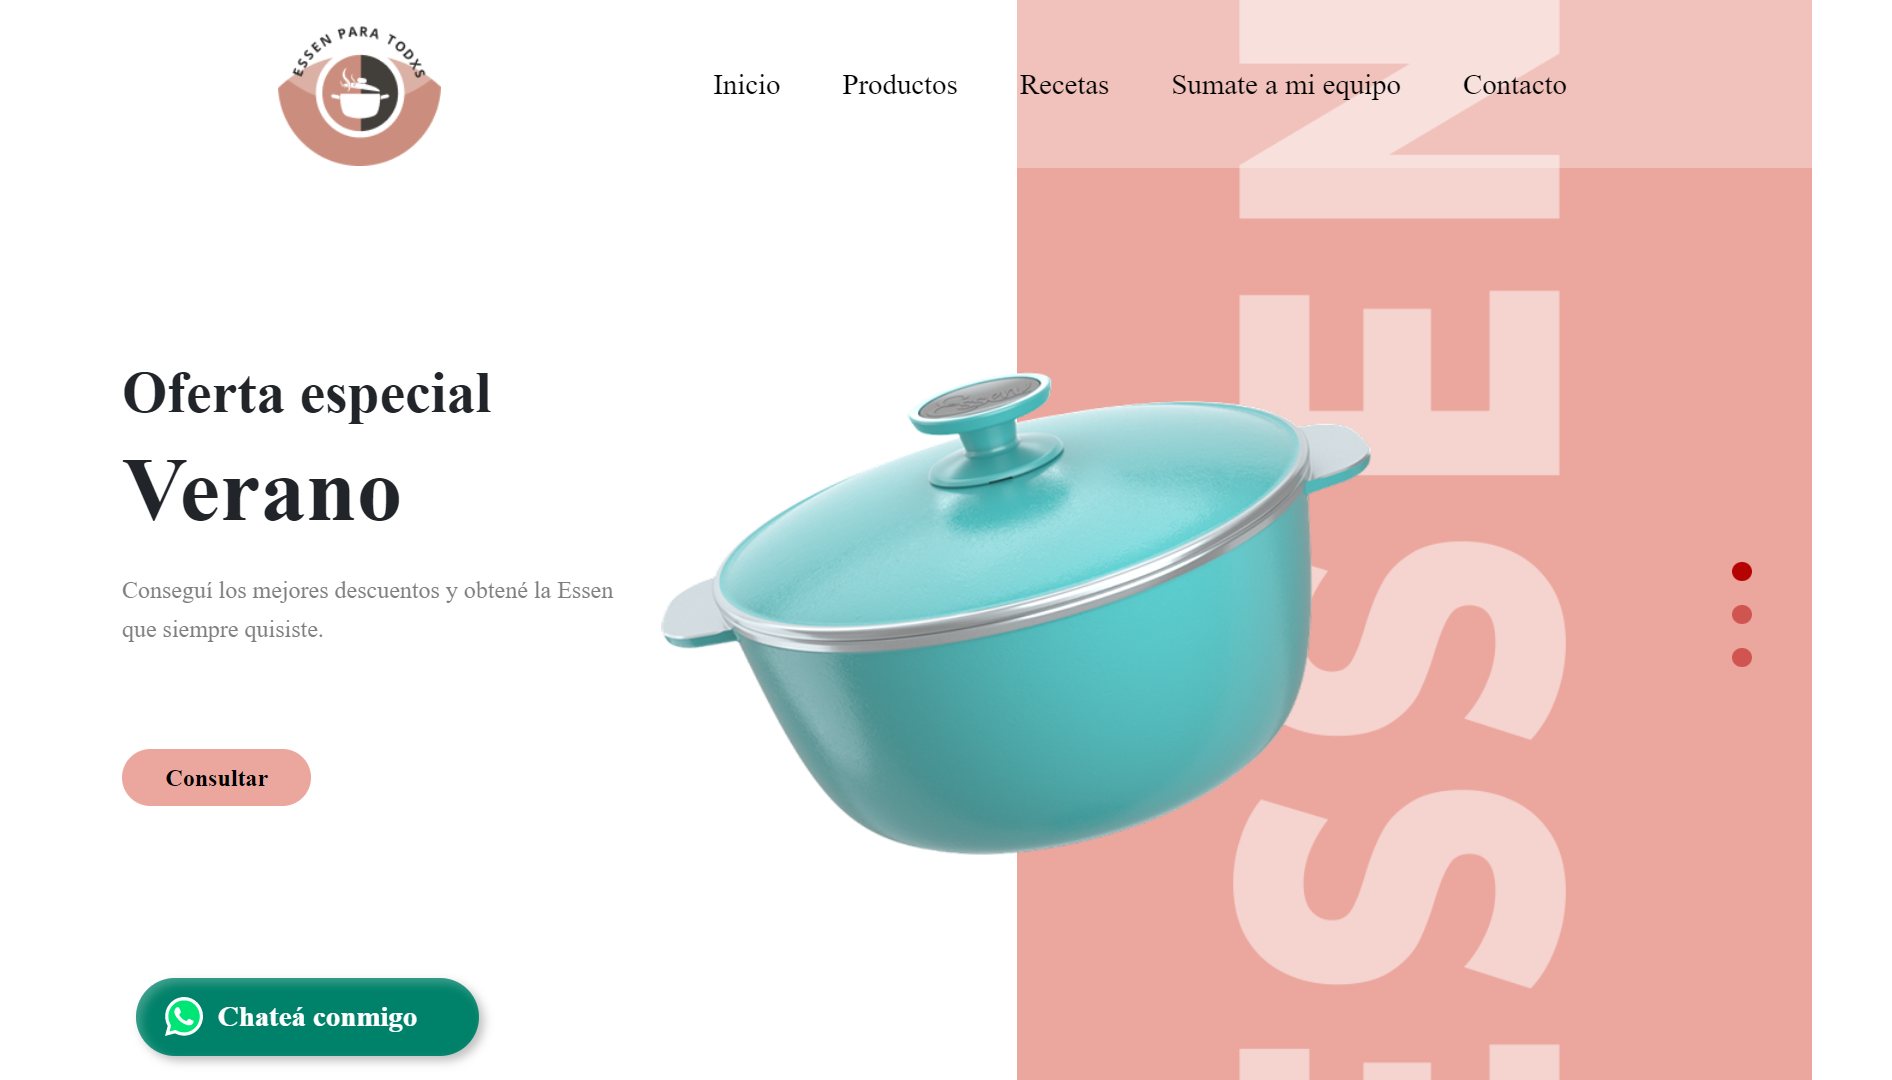 ESSEN PARA TODXS
Inicio Productos Recetas Sumate a mi equipo Contacto
Oferta especial
Verano
Conseguí los mejores descuentos y obtené la Essen
que siempre quisiste.
Consultar
Chateá conmigo
Essen
ESSEN